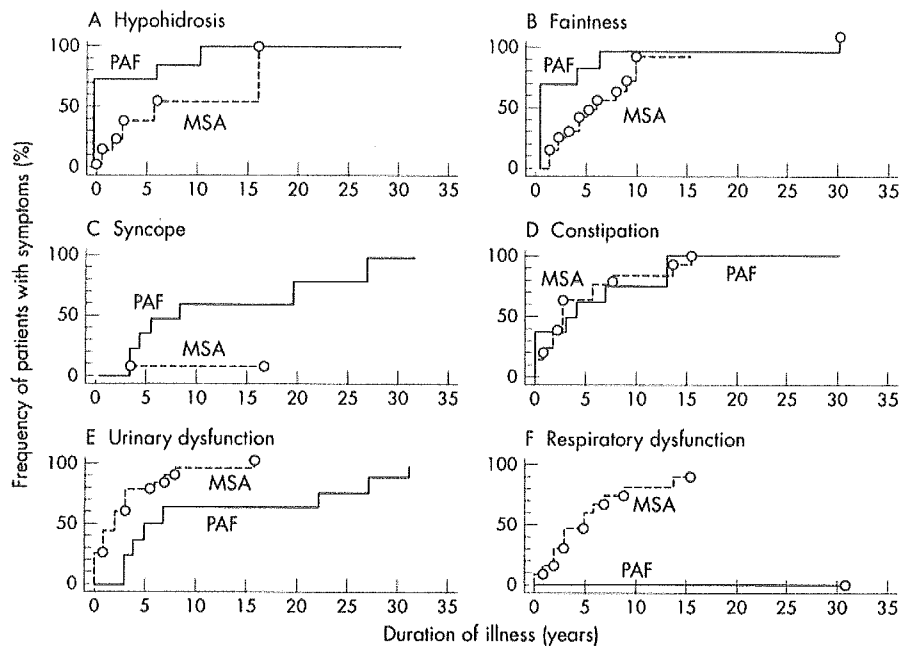 A Hypohidrosis
100
50
0
PAF
MSA
0 5 10 15 20 25 30 35
B Faintness
100
50
0
PAF
MSA
0 5 10 15 20 25 30 35
C Syncope
100
50
0
PAF
MSA
0 5 10 15 20 25 30 35
D Constipation
100
50
0
MSA
PAF
0 5 10 15 20 25 30 35
E Urinary dysfunction
100
50
0
MSA
PAF
0 5 10 15 20 25 30 35
F Respiratory dysfunction
100
50
0
MSA
PAF
0 5 10 15 20 25 30 35
Frequency of patients with symptoms (%)
Duration of illness (years)